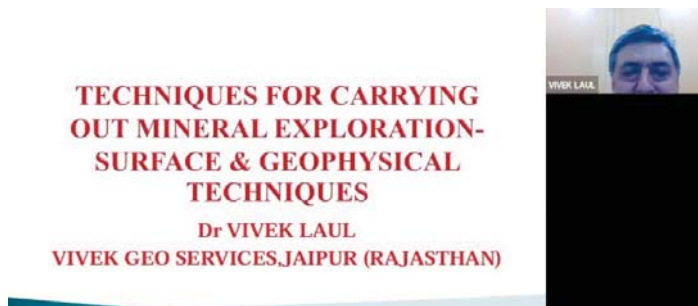 TECHNIQUES FOR CARRYING
OUT MINERAL EXPLORATION-
SURFACE & GEOPHYSICAL
TECHNIQUES
Dr VIVEK LAUL
VIVEK GEO SERVICES,JAIPUR (RAJASTHAN)
VIVEK LAUL